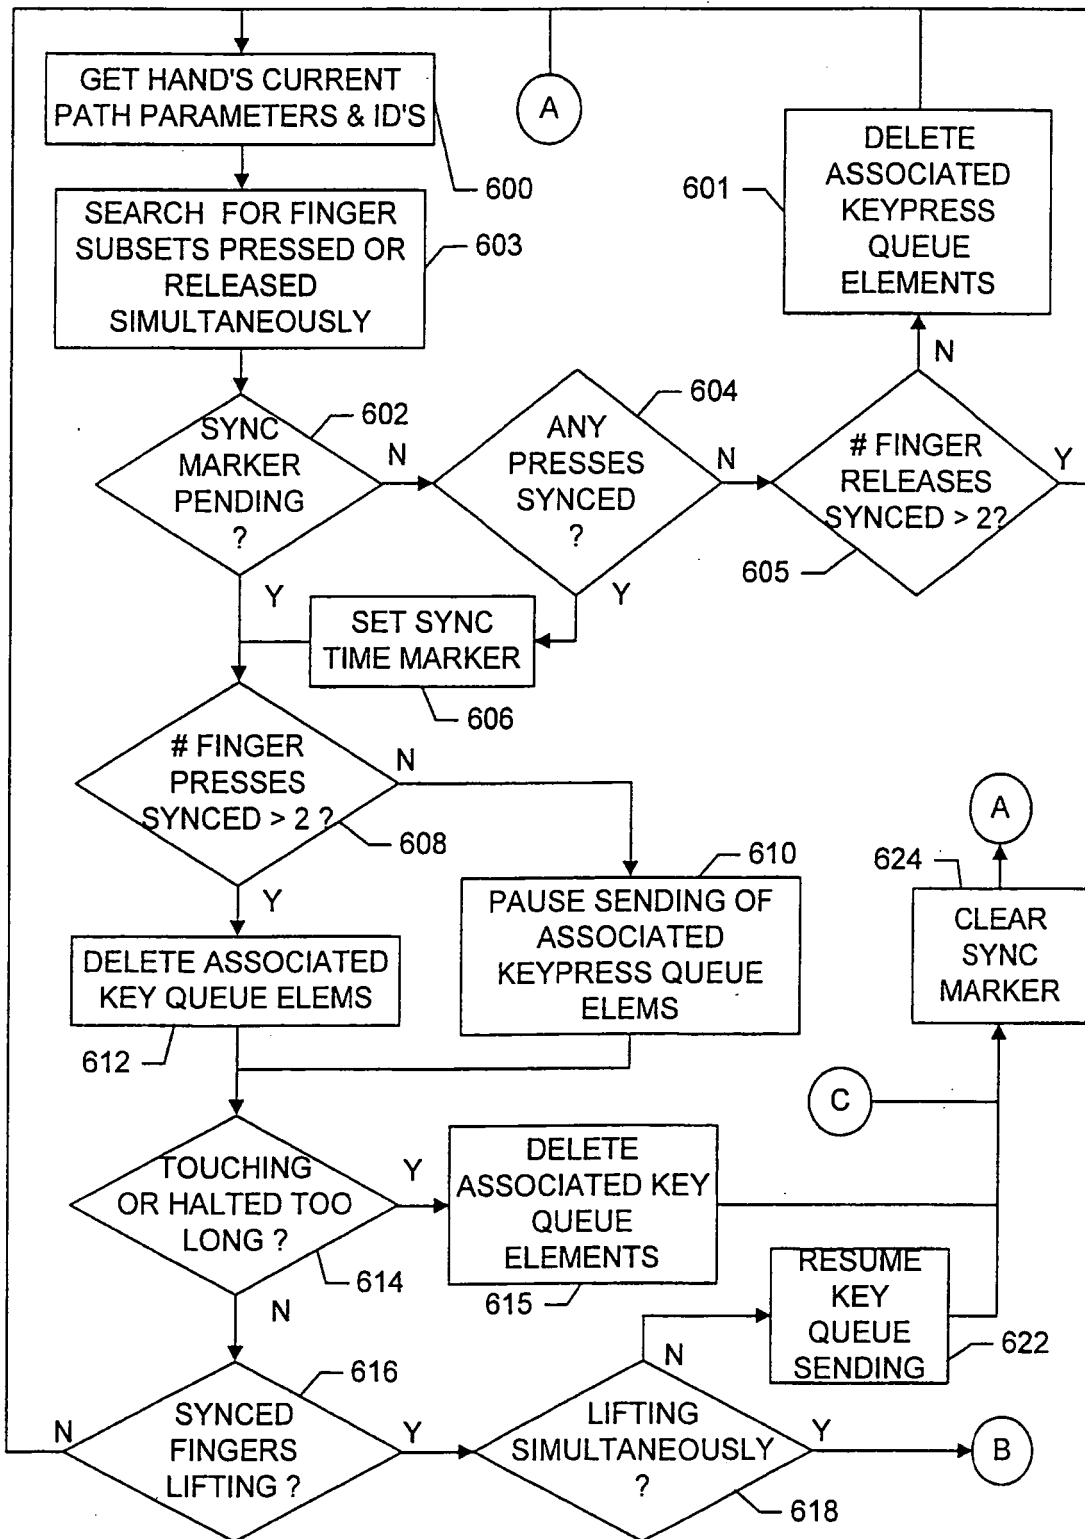 GET HAND'S CURRENT
PATH PARAMETERS & ID'S
600
A
DELETE
ASSOCIATED
KEYPRESS
QUEUE
ELEMENTS
601
SEARCH FOR FINGER
SUBSETS PRESSED OR
RELEASED
SIMULTANEOUSLY
603
SYNC
MARKER
PENDING
?
602
N
Y
ANY
PRESSES
SYNCED
?
604
N
Y
# FINGER
RELEASES
SYNCED > 2?
605
N
Y
SET SYNC
TIME MARKER
606
# FINGER
PRESSES
SYNCED > 2 ?
608
N
Y
PAUSE SENDING OF
ASSOCIATED
KEYPRESS QUEUE
ELEMS
610
DELETE ASSOCIATED
KEY QUEUE ELEMS
612
A
624
CLEAR
SYNC
MARKER
C
TOUCHING
OR HALTED TOO
LONG ?
614
Y
N
DELETE
ASSOCIATED KEY
QUEUE
ELEMENTS
615
RESUME
KEY
QUEUE
SENDING
622
SYNCED
FINGERS
LIFTING ?
616
N
Y
LIFTING
SIMULTANEOUSLY
?
618
N
Y
B